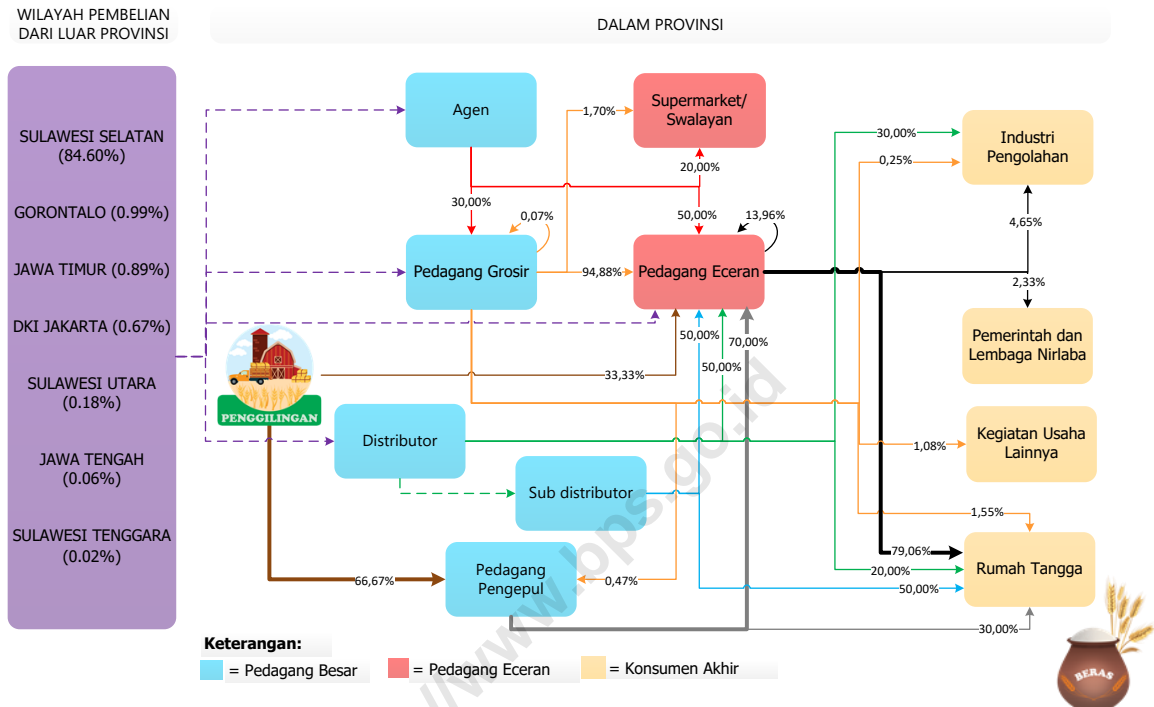 WILAYAH PEMBELIAN
DARI LUAR PROVINSI
DALAM PROVINSI
SULAWESI SELATAN
(84.60%)
GORONTALO (0.99%)
JAWA TIMUR (0.89%)
DKI JAKARTA (0.67%)
SULAWESI UTARA
(0.18%)
JAWA TENGAH
(0.06%)
SULAWESI TENGGARA
(0.02%)
Agen
Supermarket/
Swalayan
Industri
Pengolahan
1,70%
30,00%
0,25%
20,00%
30,00%
0,07%
50,00%
13,96%
4,65%
Pedagang Grosir
94,88%
Pedagang Eceran
2,33%
Pemerintah dan
Lembaga Nirlaba
50,00%
70,00%
50,00%
33,33%
PENGGILINGAN
Distributor
Kegiatan Usaha
Lainnya
1,08%
Sub distributor
1,55%
79,06%
Rumah Tangga
20,00%
50,00%
66,67%
Pedagang
Pengepul
0,47%
30,00%
Keterangan:
= Pedagang Besar
= Pedagang Eceran
= Konsumen Akhir
BERAS
//www.bps.go.id